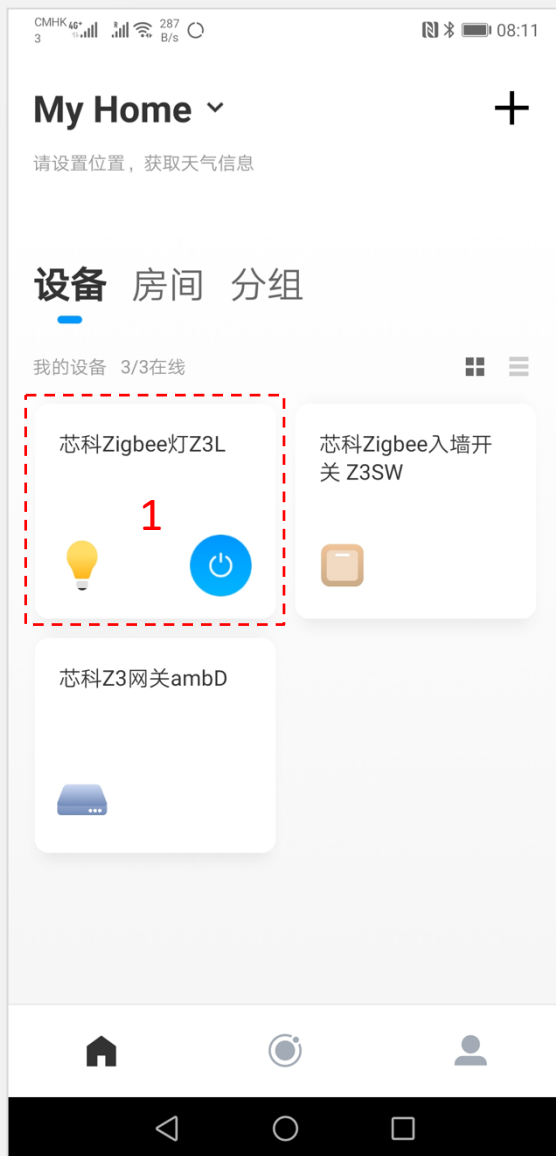 CMHK 4G+ 287
3 B/s 08:11
My Home
请设置位置，获取天气信息
设备 房间 分组
我的设备 3/3在线
芯科Zigbee灯Z3L
1
芯科Zigbee入墙开
关 Z3SW
芯科Z3网关ambD